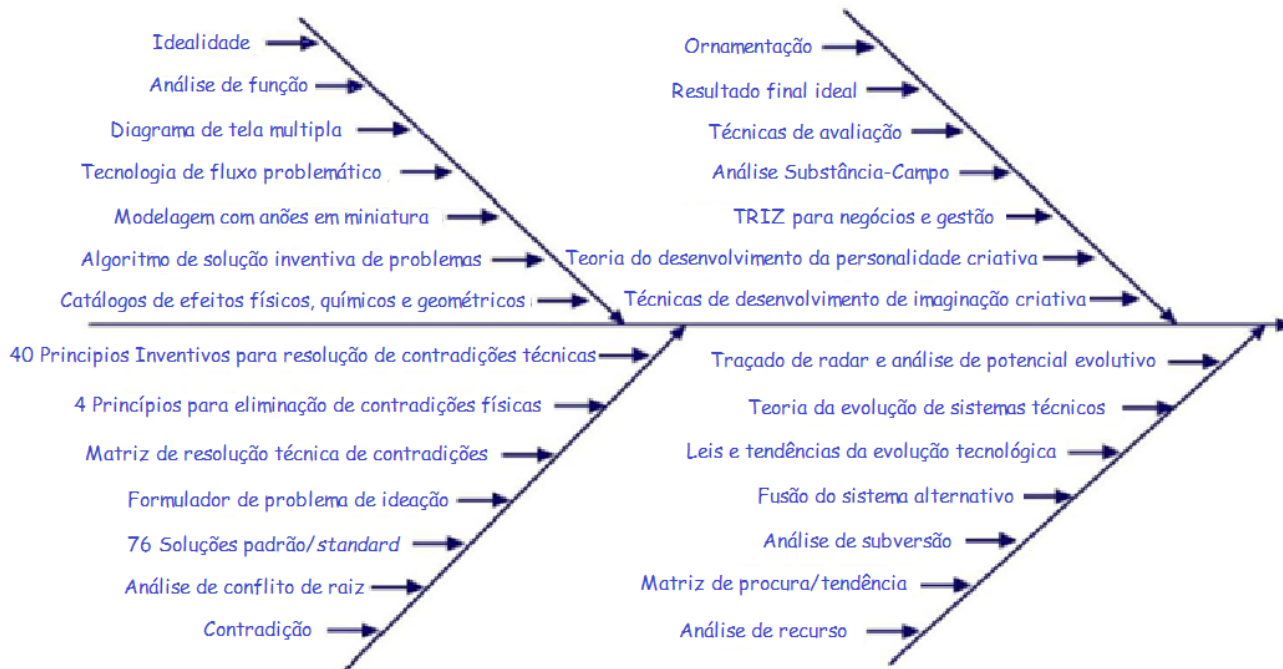 Idealidade
Análise de função
Diagrama de tela multipla
Tecnologia de fluxo problemático
Modelagem com anões em miniatura
Algoritmo de solução inventiva de problemas
Catálogos de efeitos físicos, químicos e geométricos
Ornamentação
Resultado final ideal
Técnicas de avaliação
Análise Substância-Campo
TRIZ para negócios e gestão
Teoria do desenvolvimento da personalidade criativa
Técnicas de desenvolvimento de imaginação criativa
40 Principios Inventivos para resolução de contradições técnicas
4 Princípios para eliminação de contradições físicas
Matriz de resolução técnica de contradições
Formulador de problema de ideação
76 Soluções padrão/standard
Análise de conflito de raiz
Contradição
Traçado de radar e análise de potencial evolutivo
Teoria da evolução de sistemas técnicos
Leis e tendências da evolução tecnológica
Fusão do sistema alternativo
Análise de subversão
Matriz de procura/tendência
Análise de recurso